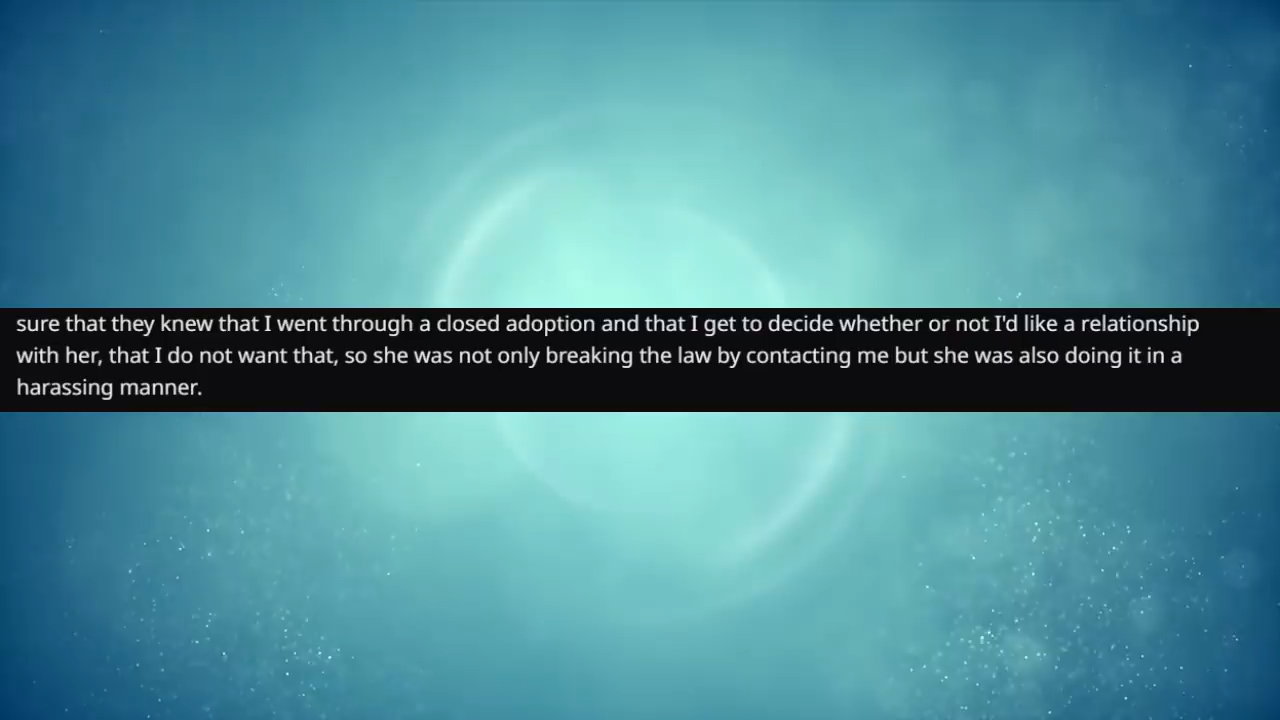 sure that they knew that I went through a closed adoption and that I get to decide whether or not I'd like a relationship
with her, that I do not want that, so she was not only breaking the law by contacting me but she was also doing it in a
harassing manner.